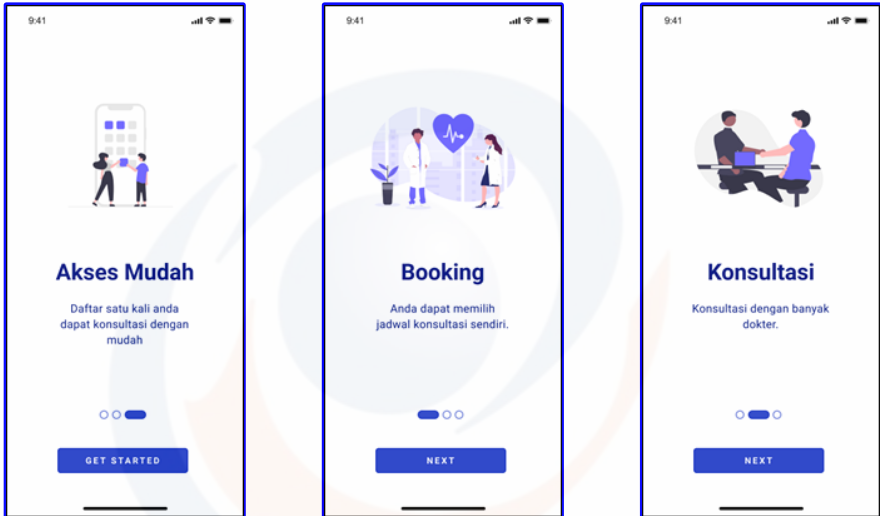 9:41
Akses Mudah
Daftar satu kali anda
dapat konsultasi dengan
mudah
GET STARTED
9:41
Booking
Anda dapat memilih
jadwal konsultasi sendiri.
NEXT
9:41
Konsultasi
Konsultasi dengan banyak
dokter.
NEXT